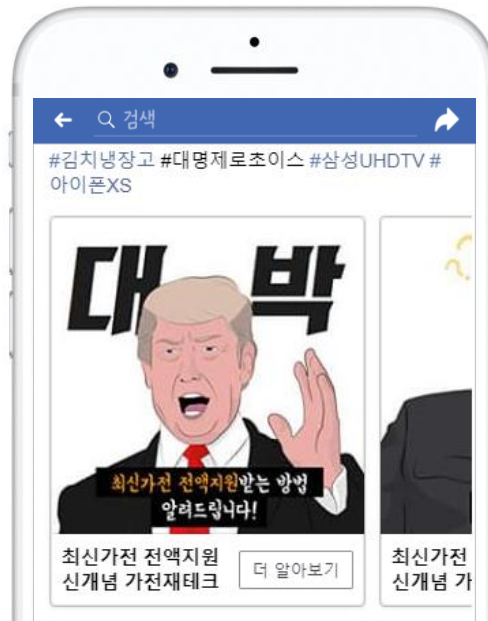 검색
#김치냉장고 #대명제로초이스 #삼성UHDTV #
아이폰XS
대 박
최신가전 전액지원받는 방법
알려드립니다!
최신가전 전액지원
신개념 가전재테크
더 알아보기
최신가전
신개념 가